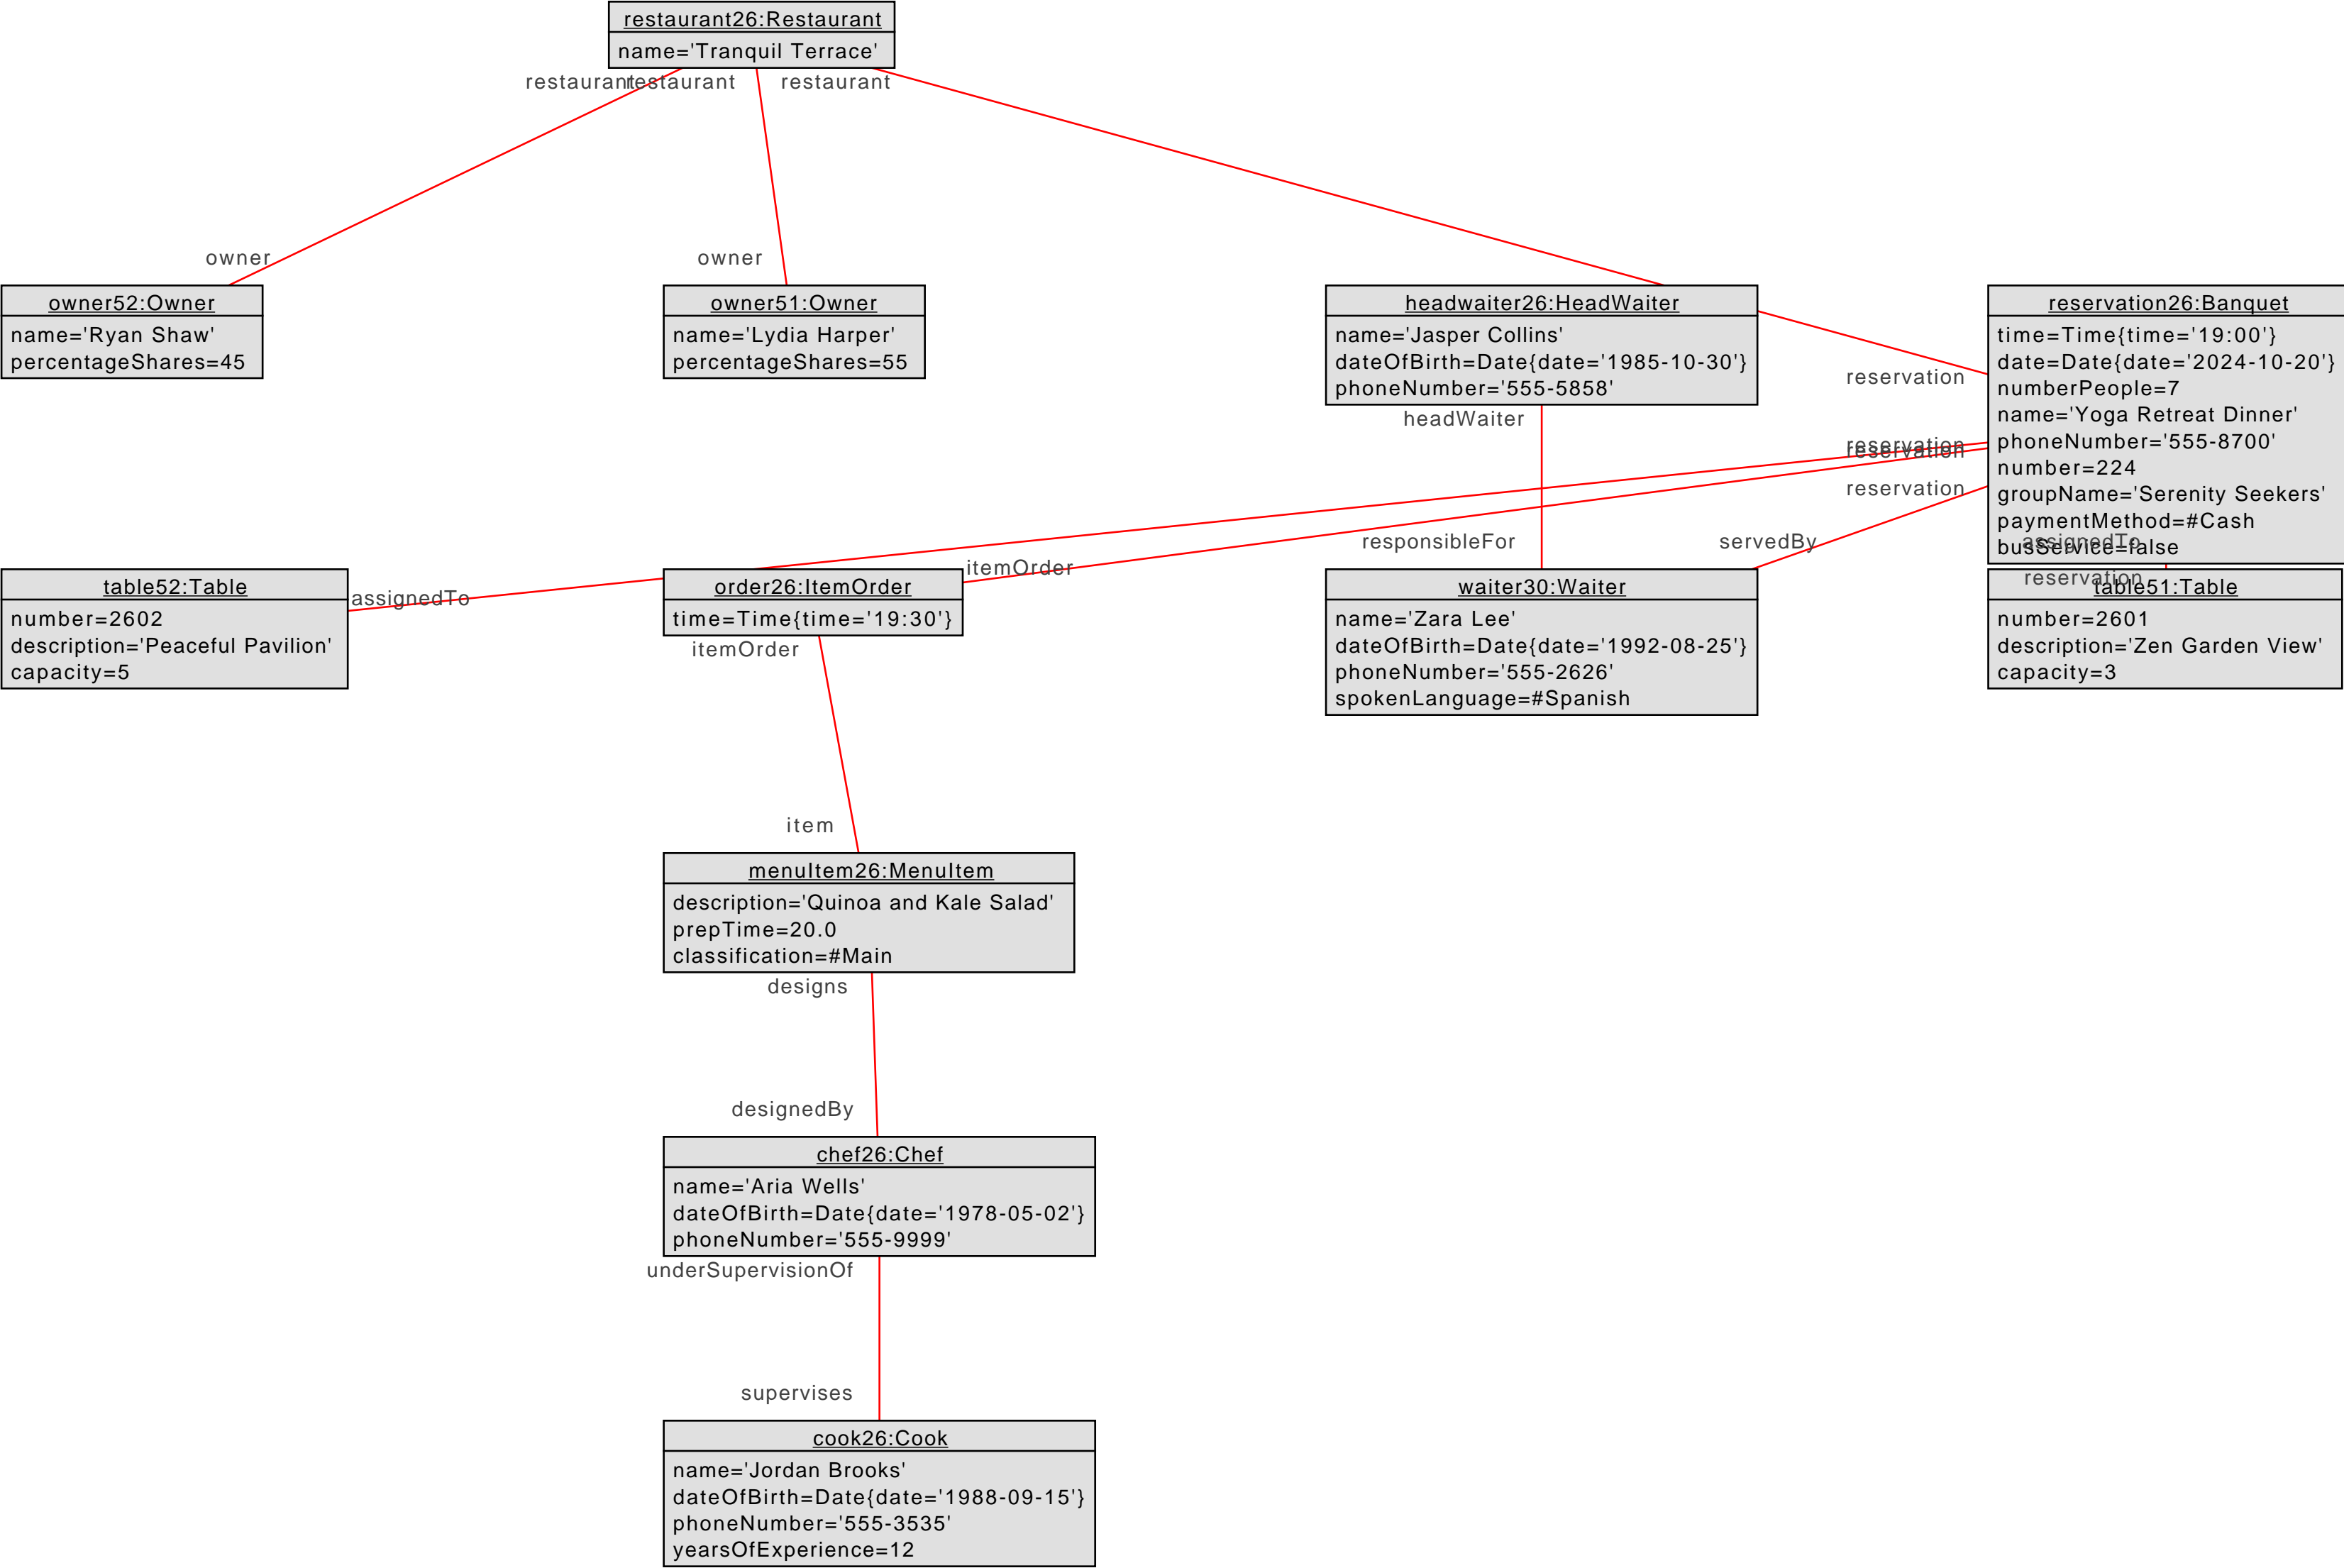 restaurant26:Restaurant
name='Tranquil Terrace'
restaurant
restaurant
restaurant
owner
owner
owner52:Owner
name='Ryan Shaw'
percentageShares=45
owner51:Owner
name='Lydia Harper'
percentageShares=55
headwaiter26:HeadWaiter
name='Jasper Collins'
dateOfBirth=Date{date='1985-10-30'}
phoneNumber='555-5858'
reservation26:Banquet
time=Time{time='19:00'}
date=Date{date='2024-10-20'}
numberPeople=7
name='Yoga Retreat Dinner'
phoneNumber='555-8700'
number=224
groupName='Serenity Seekers'
paymentMethod=#Cash
busService=false
reservation
headWaiter
reservation
reservation
reservation
responsibleFor
servedBy
assignedTo
reservation
itemOrder
assignedTo
table52:Table
number=2602
description='Peaceful Pavilion'
capacity=5
order26:ItemOrder
time=Time{time='19:30'}
waiter30:Waiter
name='Zara Lee'
dateOfBirth=Date{date='1992-08-25'}
phoneNumber='555-2626'
spokenLanguage=#Spanish
table51:Table
number=2601
description='Zen Garden View'
capacity=3
itemOrder
item
menuItem26:MenuItem
description='Quinoa and Kale Salad'
prepTime=20.0
classification=#Main
designs
designedBy
chef26:Chef
name='Aria Wells'
dateOfBirth=Date{date='1978-05-02'}
phoneNumber='555-9999'
underSupervisionOf
supervises
cook26:Cook
name='Jordan Brooks'
dateOfBirth=Date{date='1988-09-15'}
phoneNumber='555-3535'
yearsOfExperience=12